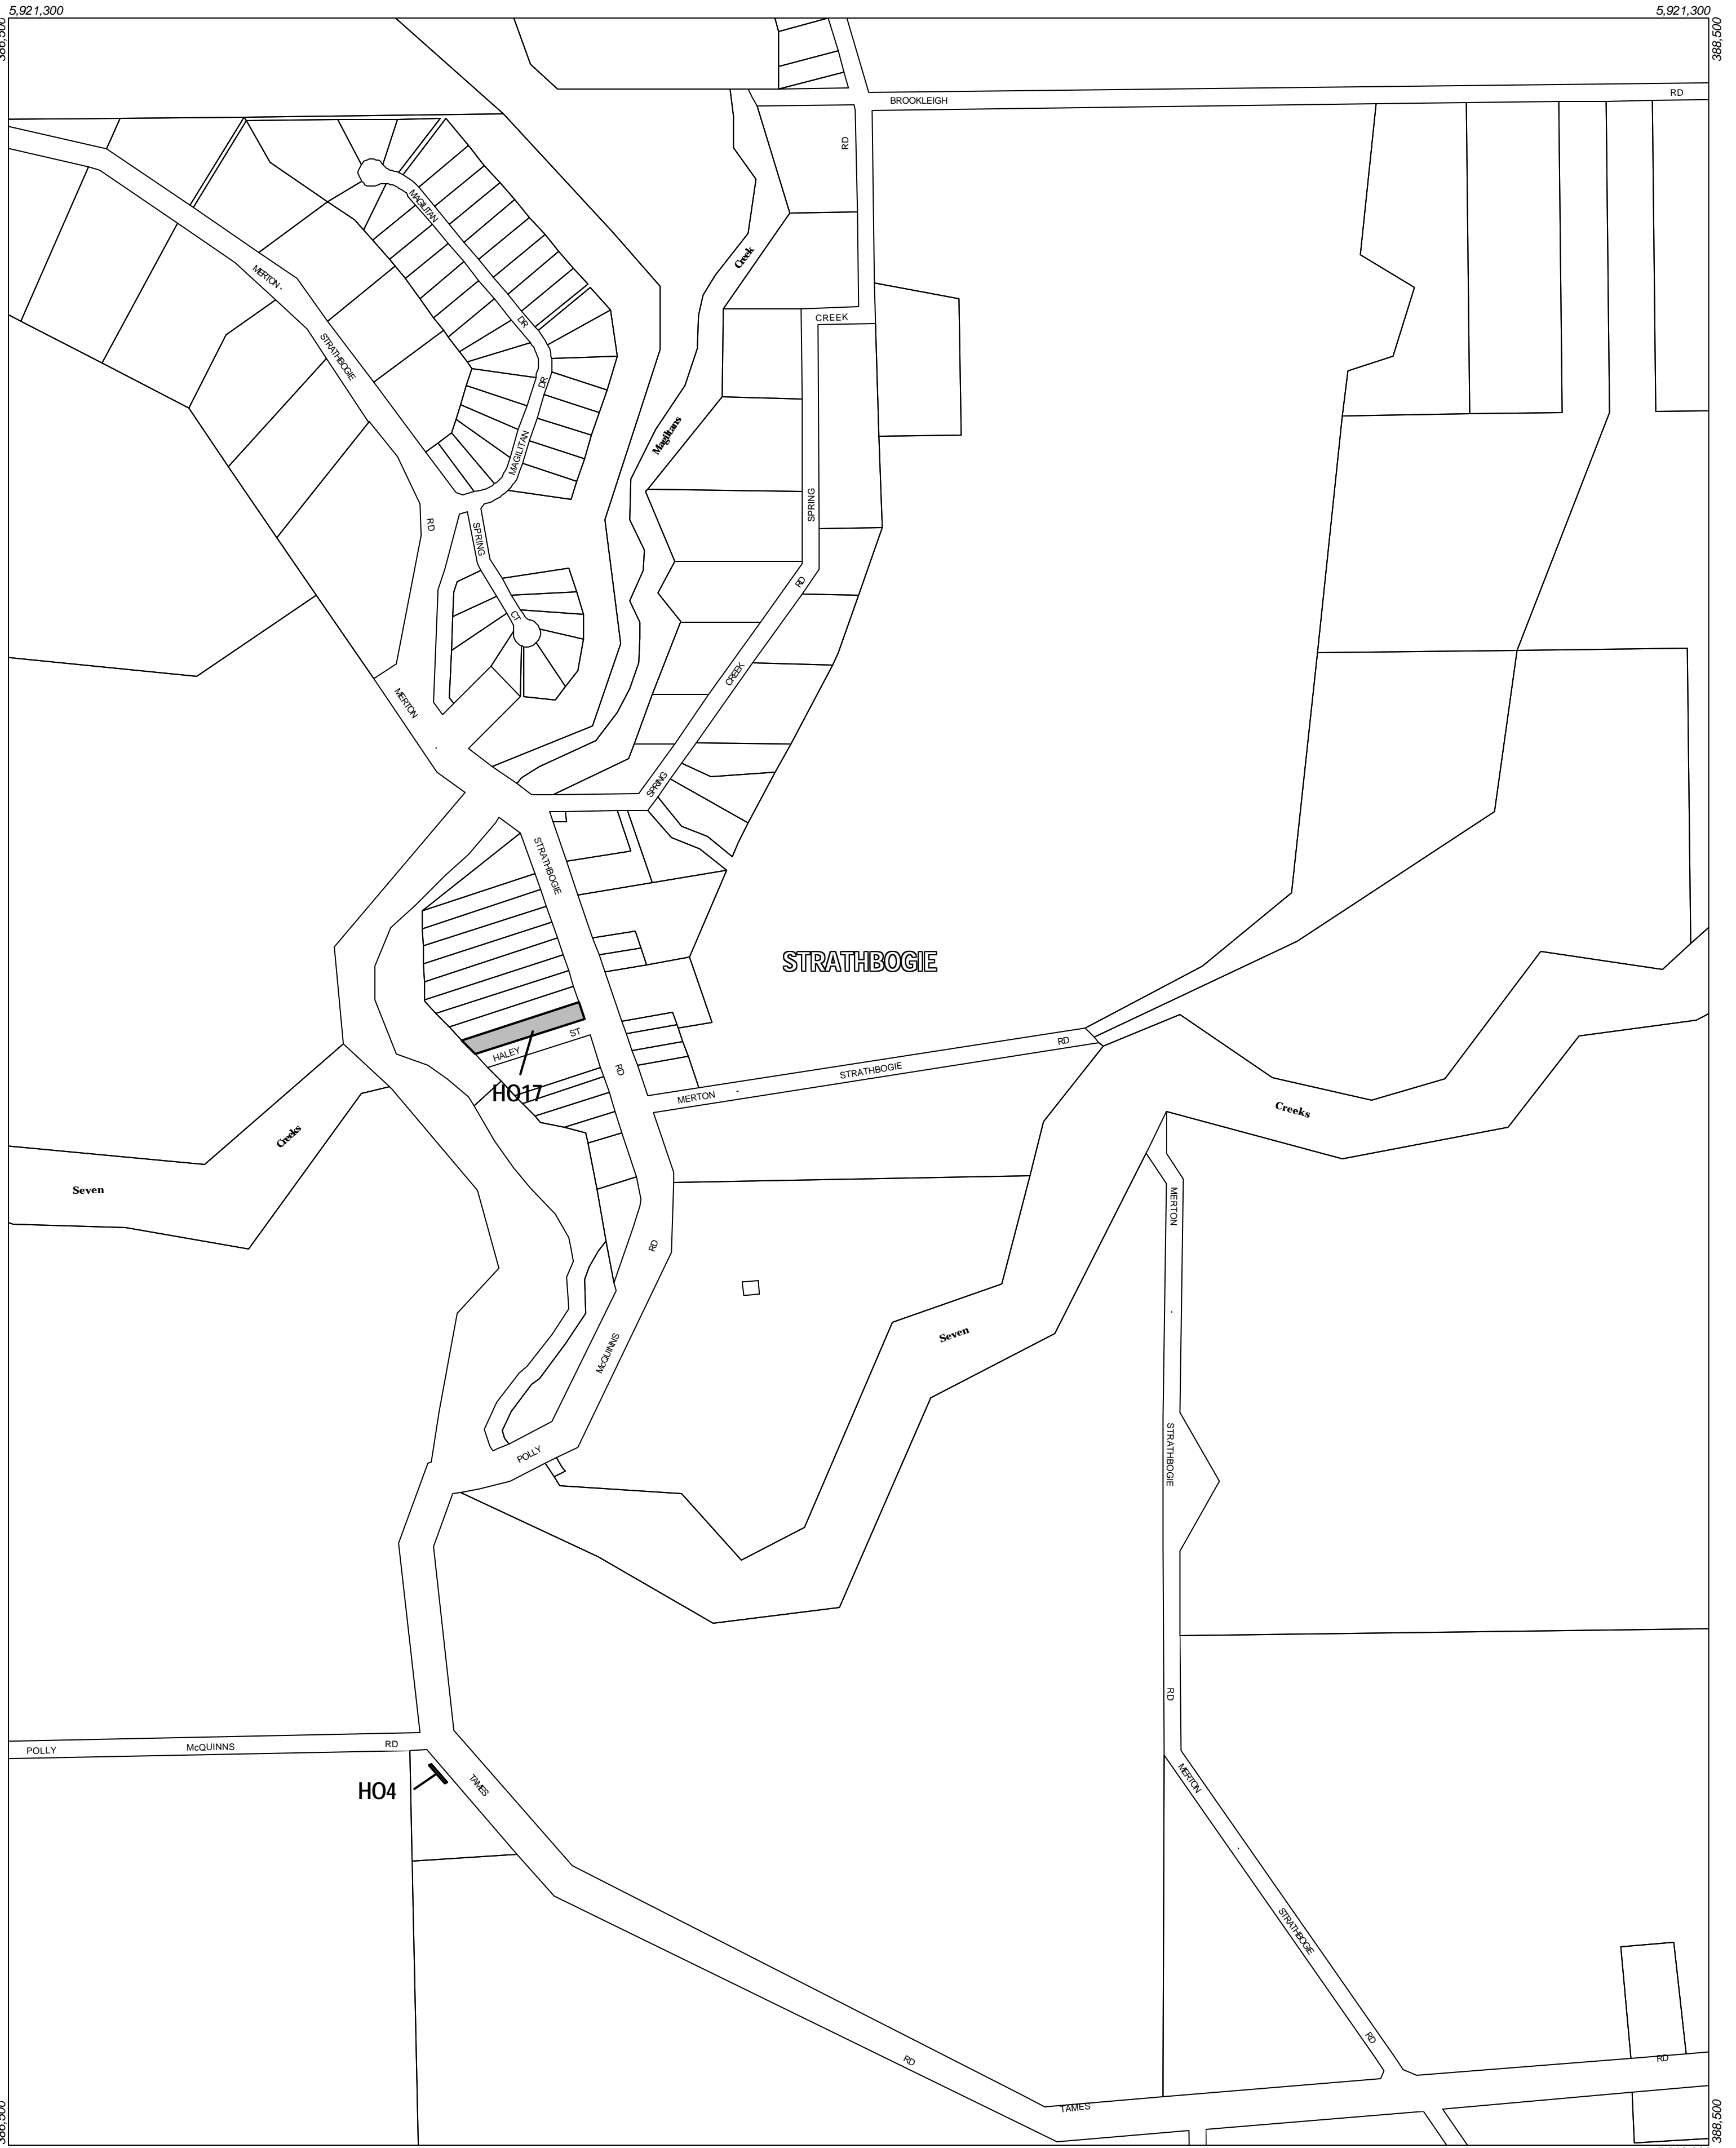 5,921,300
5,921,300
388,500
BROOKLEIGH
RD
RD
MAGILITAN
Creek
MERTON -
DR
CREEK
STRATHBOGIE
DR
Magilitans
MAGILITAN
SPRING
RD
SPRING
RD
CT
CREEK
MERTON
-
SPRING
STRATHBOGIE
STRATHBOGIE
HALEY ST
RD
RD
STRATHBOGIE
HO17
MERTON -
Creeks
Creeks
Seven
MERTON
RD
-
Seven
McQUINNS
POLLY
STRATHBOGIE
RD
POLLY McQUINNS RD
TAMES
HO4
MERTON
-
STRATHBOGIE
RD
RD
RD
TAMES
388,500